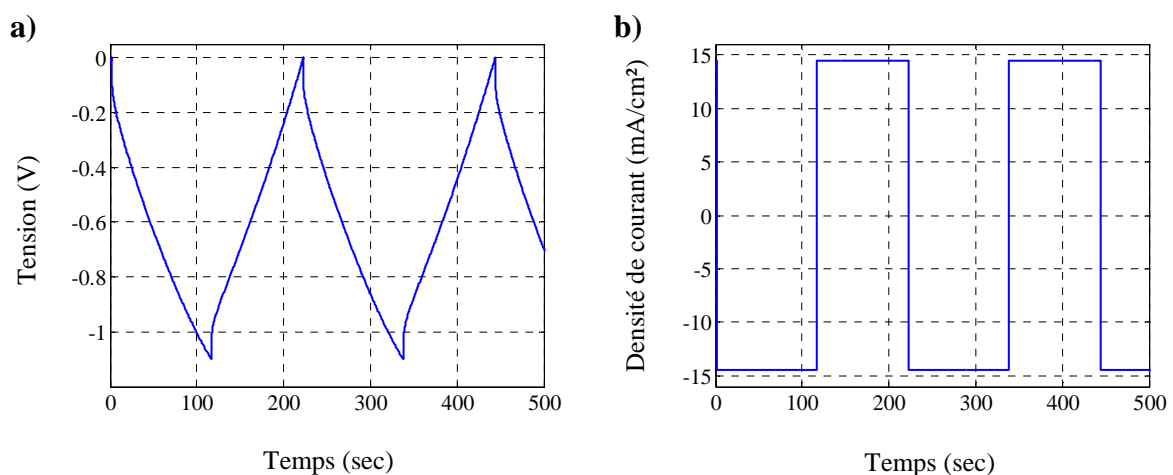 a)
0
-0.2
-0.4
-0.6
-0.8
-1
Tension (V)
0 100 200 300 400 500
Temps (sec)
b)
15
10
5
0
-5
-10
-15
Densité de courant (mA/cm²)
0 100 200 300 400 500
Temps (sec)